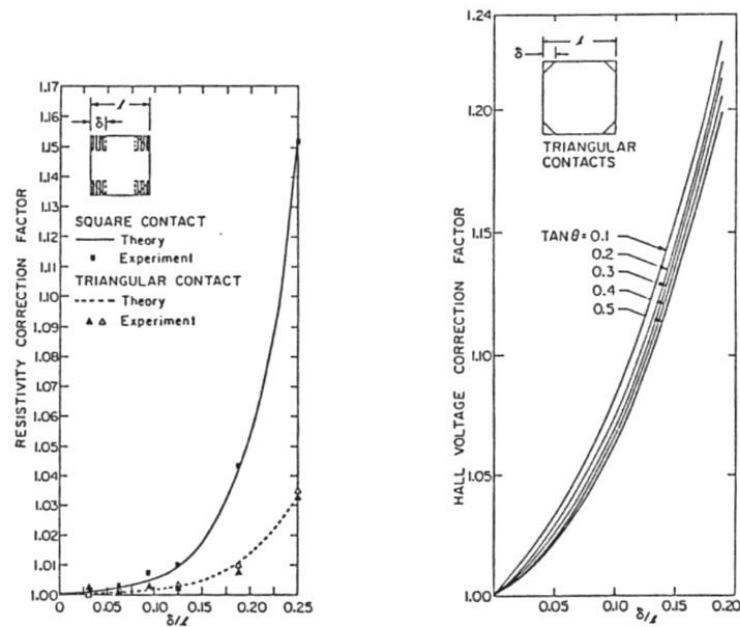 RESISTIVITY CORRECTION FACTOR
1.17
1.16
1.15
1.14
1.13
1.12
1.11
1.10
1.09
1.08
1.07
1.06
1.05
1.04
1.03
1.02
1.01
1.00
l
δ
SQUARE CONTACT
Theory
Experiment
TRIANGULAR CONTACT
Theory
Experiment
0 0.05 0.10 0.15 0.20 0.25
δ/l
HALL VOLTAGE CORRECTION FACTOR
1.24
1.20
1.15
1.10
1.05
1.00
δ l
TRIANGULAR
CONTACTS
TAN θ = 0.1
0.2
0.3
0.4
0.5
0.05 0.10 0.15 0.20
δ/l